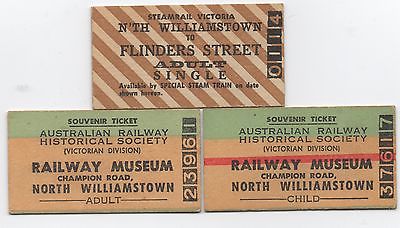 STEAMRAIL VICTORIA
N'TH WILLIAMSTOWN
TO
FLINDERS STREET
ADULT
SINGLE
Available by SPECIAL STEAM TRAIN on date
shown hereon.
0114
SOUVENIR TICKET
AUSTRALIAN RAILWAY
HISTORICAL SOCIETY
(VICTORIAN DIVISION)
RAILWAY MUSEUM
CHAMPION ROAD,
NORTH WILLIAMSTOWN
ADULT
23961
SOUVENIR TICKET
AUSTRALIAN RAILWAY
HISTORICAL SOCIETY
(VICTORIAN DIVISION)
RAILWAY MUSEUM
CHAMPION ROAD,
NORTH WILLIAMSTOWN
CHILD
37617